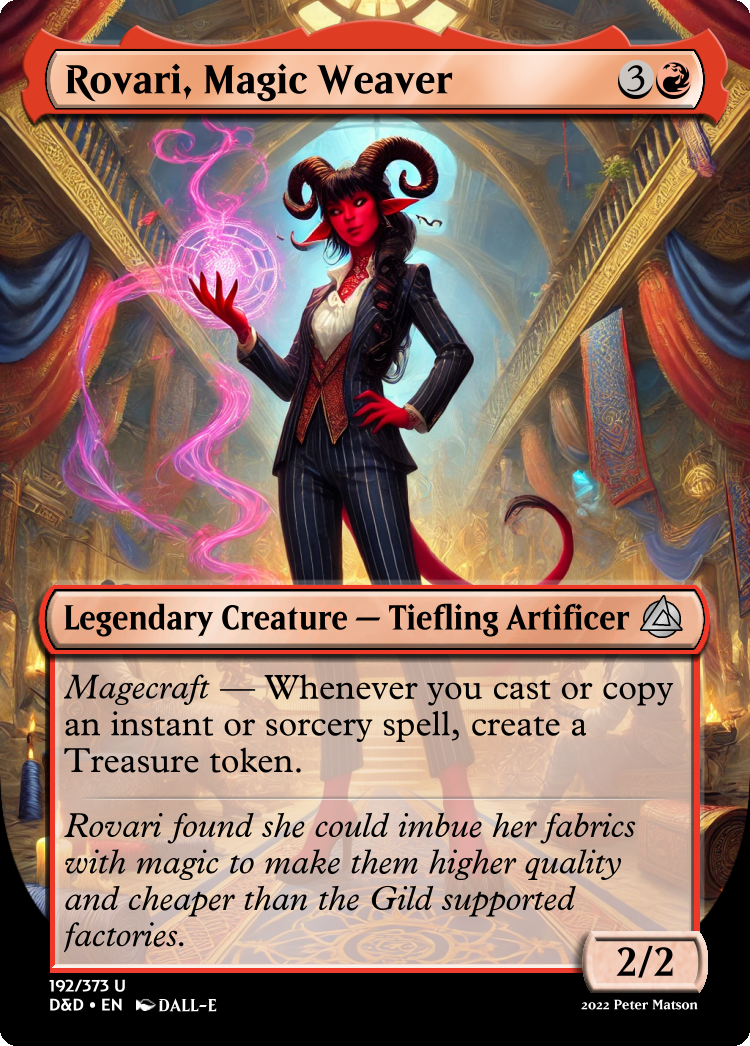 Rovari, Magic Weaver 3
Legendary Creature — Tiefling Artificer
Magecraft — Whenever you cast or copy
an instant or sorcery spell, create a
Treasure token.
Rovari found she could imbue her fabrics
with magic to make them higher quality
and cheaper than the Gild supported
factories.
2/2
192/373 U
D&D • EN DALL-E
2022 Peter Matson